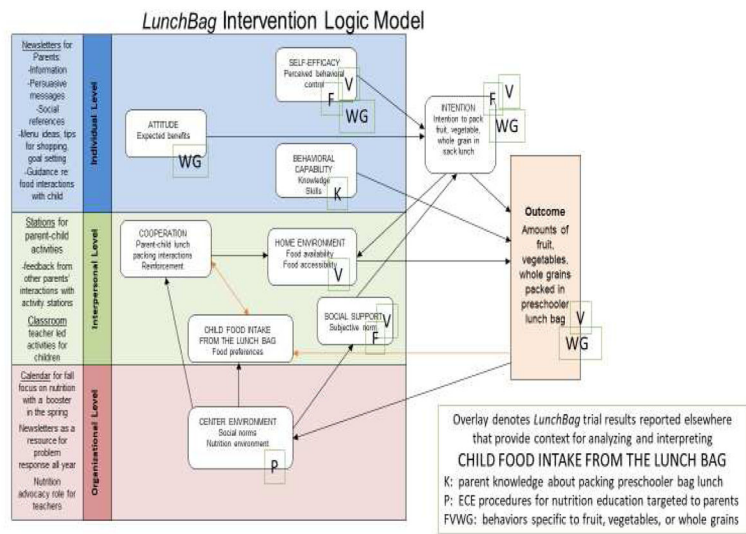 LunchBag Intervention Logic Model
Newsletters for
Parents:
-Information
-Persuasive
messages
-Social
references
-Menu ideas, tips
for shopping,
goal setting
-Guidance re
food interactions
with child
Individual Level
SELF-EFFICACY
Perceived behavioral
control
V
F
WG
ATTITUDE
Expected benefits
WG
BEHAVIORAL
CAPABILITY
Knowledge
Skills
K
INTENTION
Intention to pack
fruit, vegetable,
whole grain in
sack lunch
F
V
WG
Stations for
parent-child
activities
-feedback from
other parents'
interactions with
activity stations
Classroom
teacher led
activities for
children
Interpersonal Level
COOPERATION
Parent-child lunch
packing interactions
Reinforcement
HOME ENVIRONMENT
Food availability
Food accessibility
V
CHILD FOOD INTAKE
FROM THE LUNCH BAG
Food preferences
SOCIAL SUPPORT
Subjective norm
V
F
Outcome
Amounts of
fruit,
vegetables,
whole grains
packed in
preschooler
lunch bag
V
WG
Calendar for fall
focus on nutrition
with a booster
in the spring
Newsletters as a
resource for
problem
response all year
Nutrition
advocacy role for
teachers
Organizational Level
CENTER ENVIRONMENT
Social norms
Nutrition environment
P
Overlay denotes LunchBag trial results reported elsewhere
that provide context for analyzing and interpreting
CHILD FOOD INTAKE FROM THE LUNCH BAG
K: parent knowledge about packing preschooler bag lunch
P: ECE procedures for nutrition education targeted to parents
FVWG: behaviors specific to fruit, vegetables, or whole grains